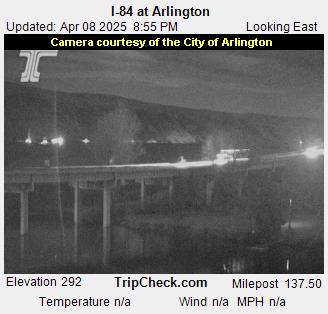 I-84 at Arlington
Updated: Apr 08 2025 8:55 PM Looking East
Camera courtesy of the City of Arlington
Elevation 292 TripCheck.com Milepost 137.50
Temperature n/a Wind n/a MPH n/a